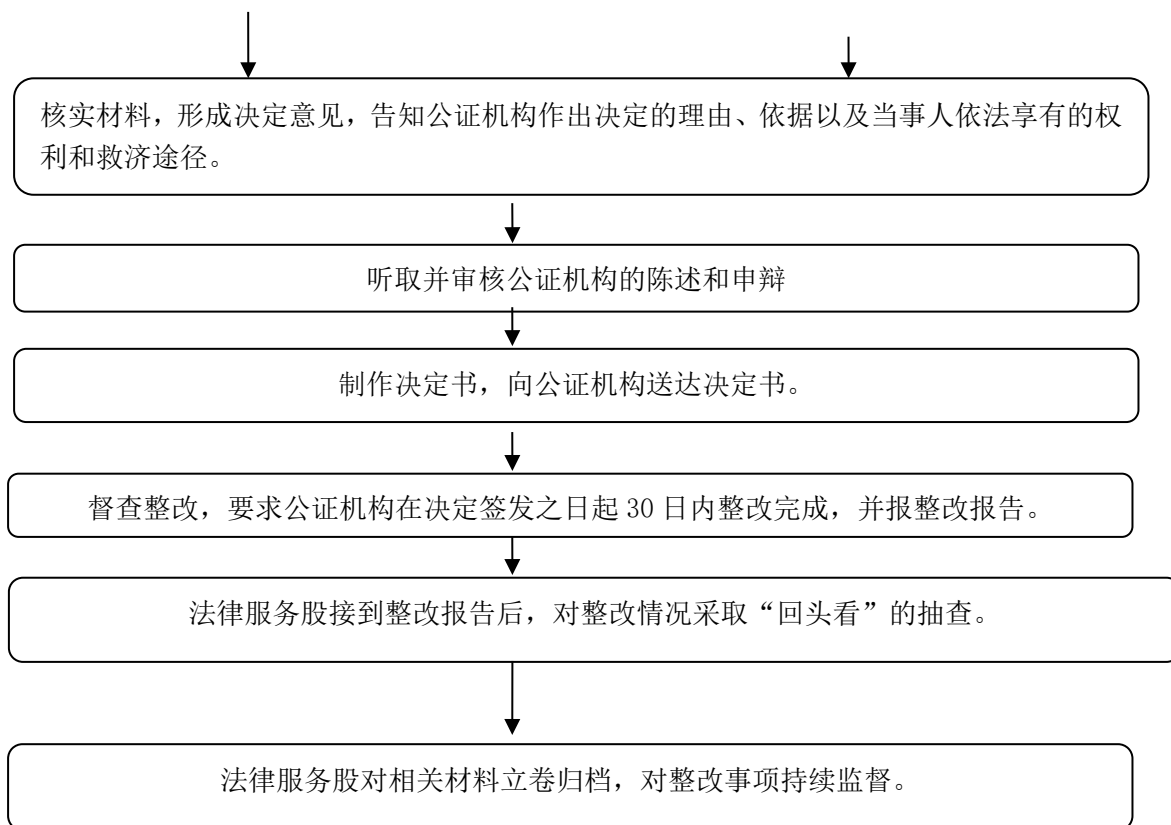 核实材料，形成决定意见，告知公证机构作出决定的理由、依据以及当事人依法享有的权
利和救济途径。
听取并审核公证机构的陈述和申辩
制作决定书，向公证机构送达决定书。
督查整改，要求公证机构在决定签发之日起 30 日内整改完成，并报整改报告。
法律服务股接到整改报告后，对整改情况采取“回头看”的抽查。
法律服务股对相关材料立卷归档，对整改事项持续监督。